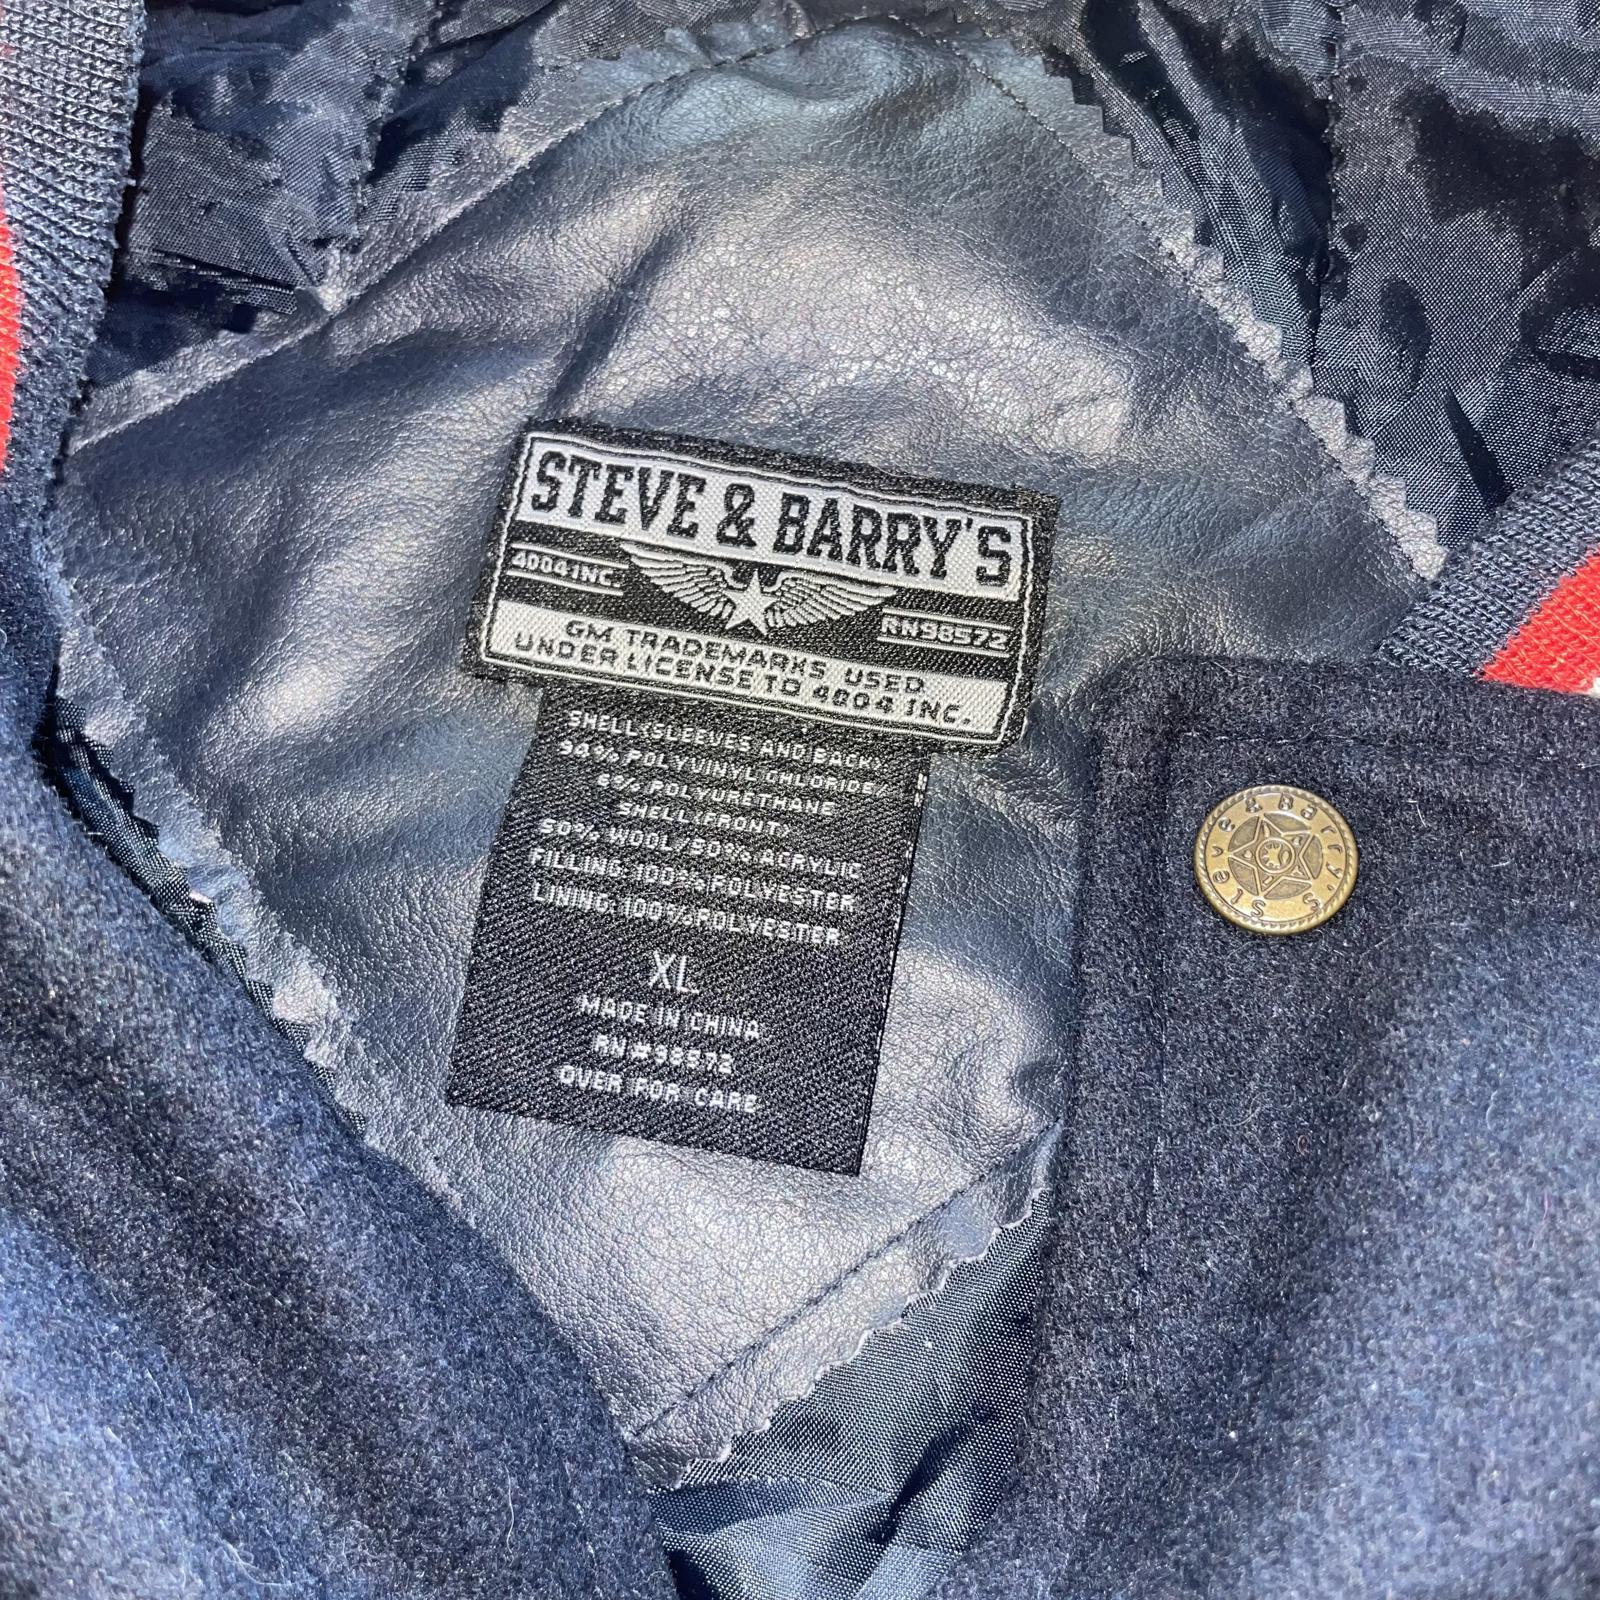 STEVE & BARRY'S
4004 INC.
RN98572
GM TRADEMARKS USED
UNDER LICENSE TO 4004 INC.
SHELL(SLEEVES AND BACK)
94% POLYVINYL CHLORIDE/
6% POLYURETHANE
SHELL(FRONT)
50% WOOL/50% ACRYLIC
FILLING:100%POLYESTER
LINING:100%POLYESTER
XL
MADE IN CHINA
RN#98572
OVER FOR CARE
Steve & Barry's